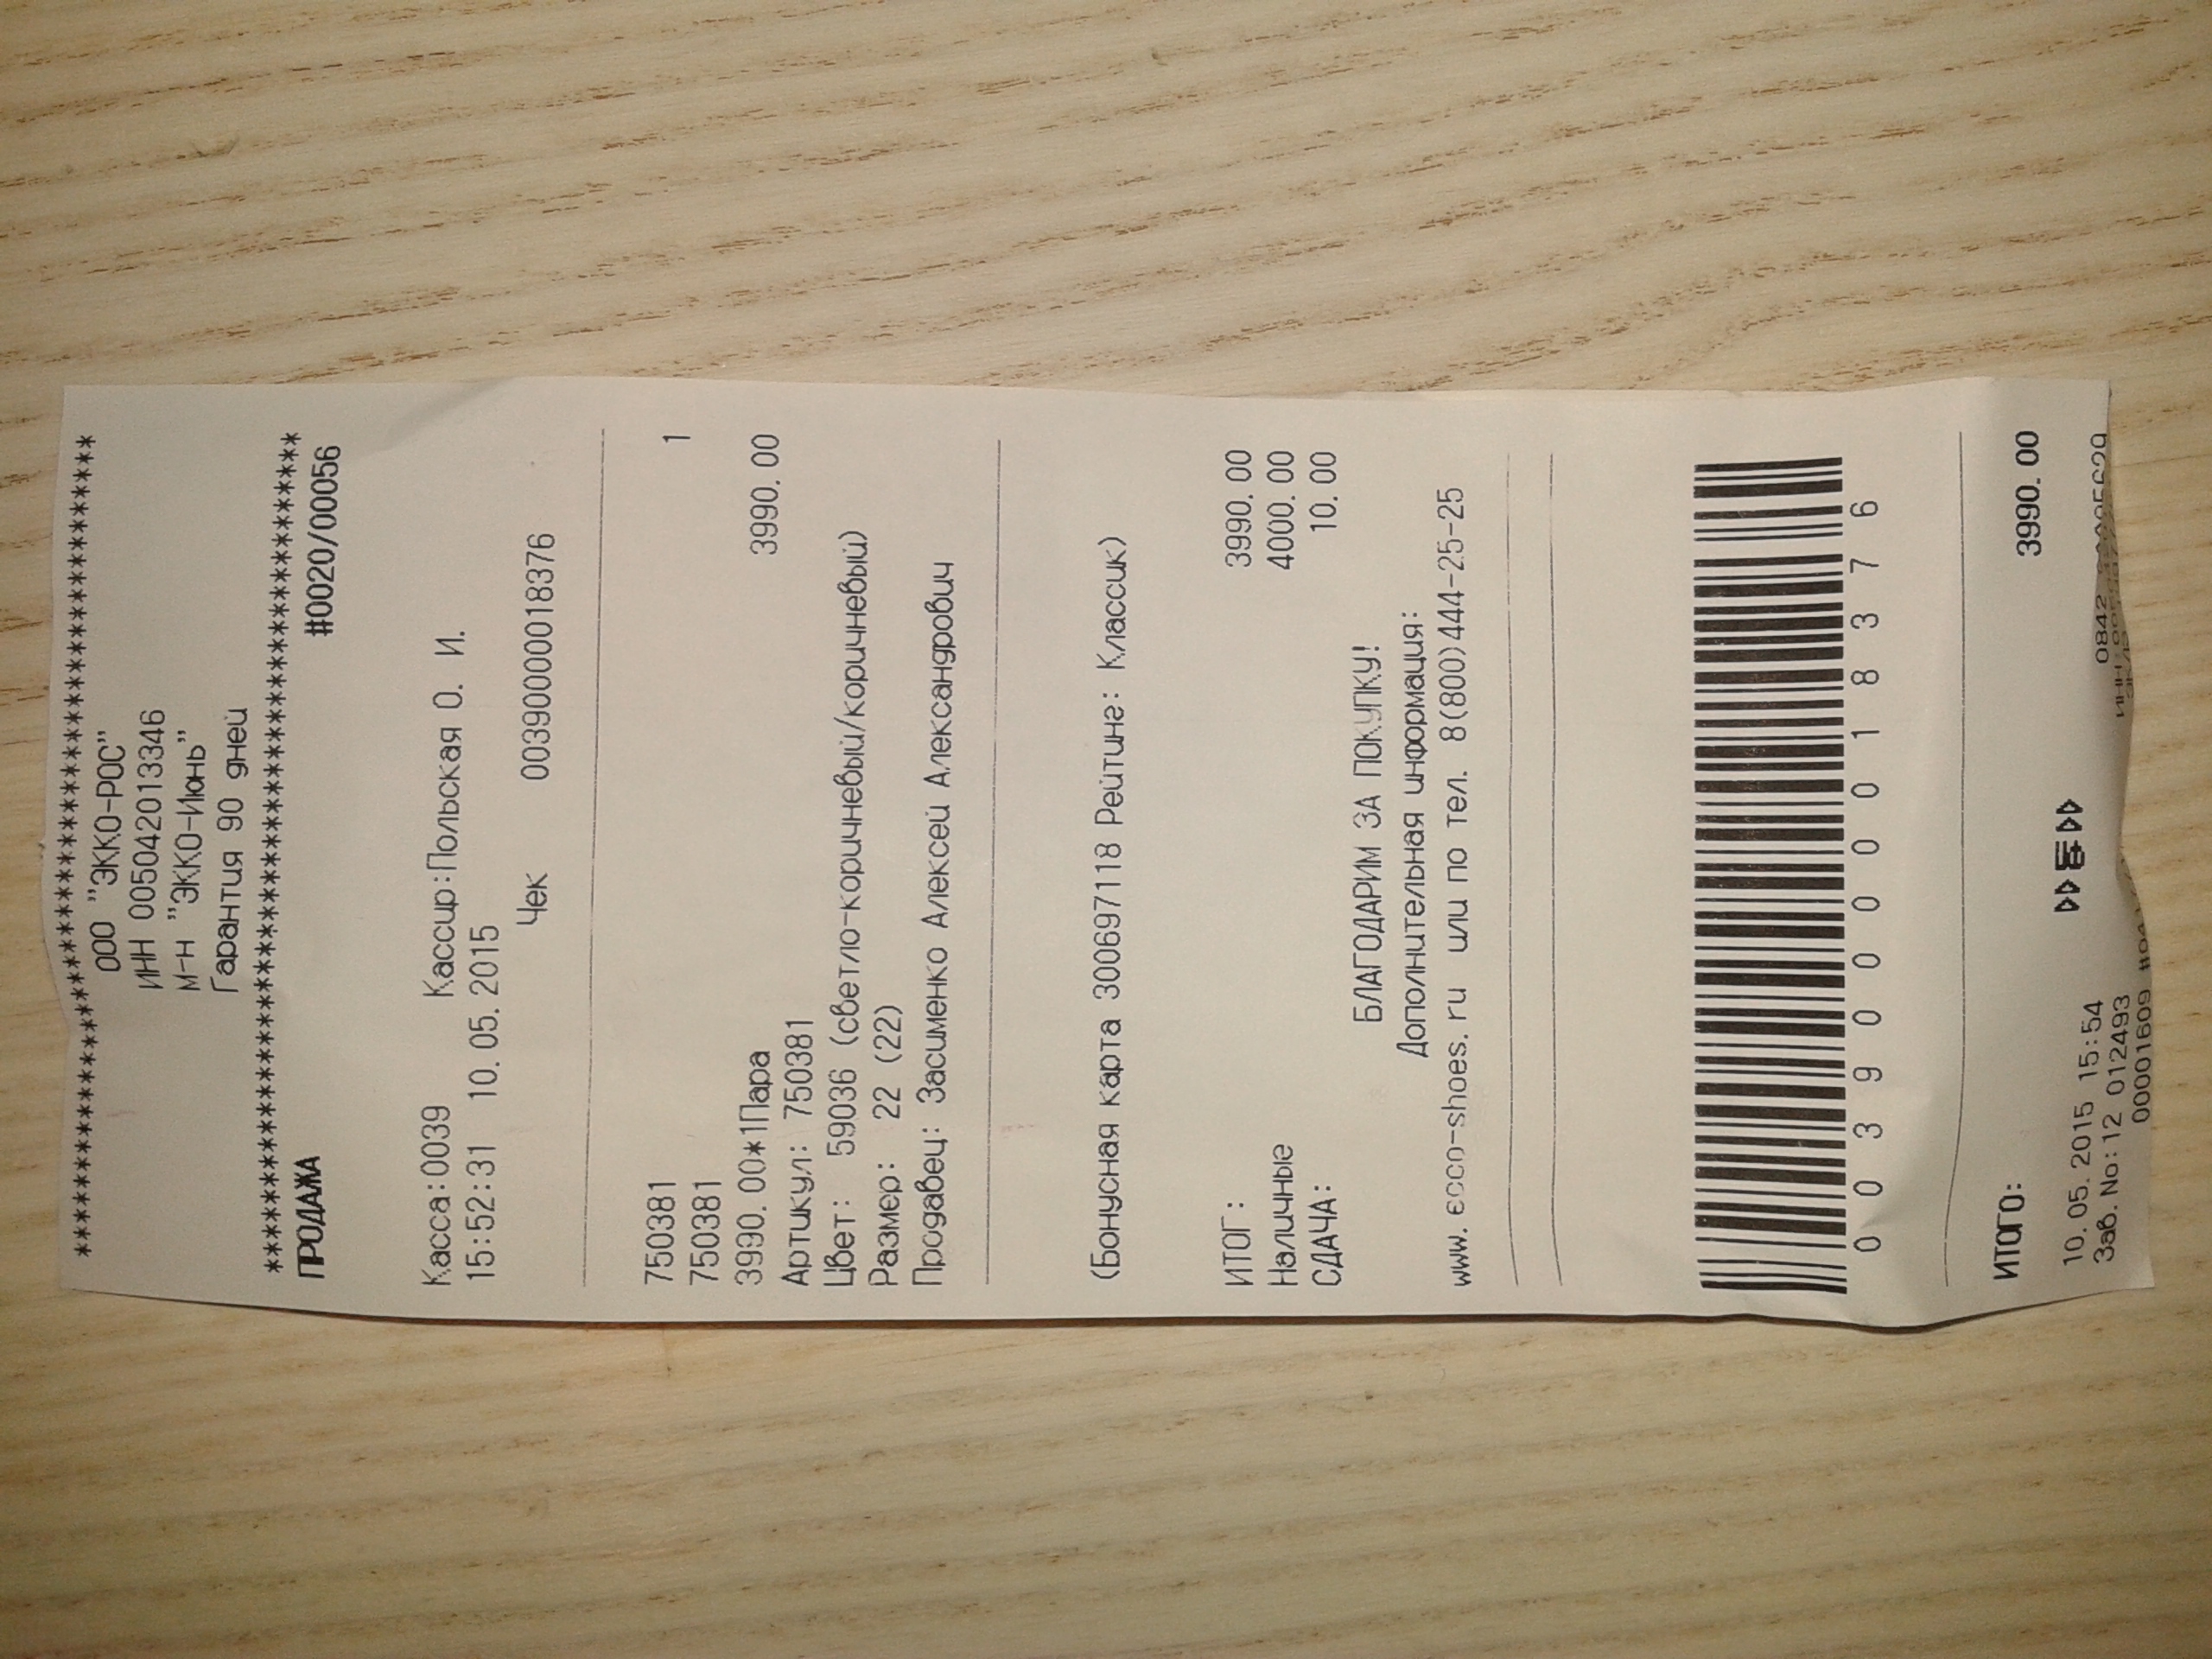 ******************************************
ООО "ЭККО-РОС"
ИНН 005042013346
м-н "ЭККО-Июнь"
Гарантия 90 дней
******************************************
ПРОДАЖА #0020/00056
Касса:0039 Кассир:Польская О. И.
15:52:31 10.05.2015
Чек 0039000000018376
750381 1
750381
3990.00*1Пара 3990.00
Артикул: 750381
Цвет: 59036 (светло-коричневый/коричневый)
Размер: 22 (22)
Продавец: Засименко Алексей Александрович
(Бонусная карта 300697118 Рейтинг: Классик)
ИТОГ: 3990.00
Наличные 4000.00
СДАЧА: 10.00
БЛАГОДАРИМ ЗА ПОКУПКУ!
Дополнительная информация:
www.ecco-shoes.ru или по тел. 8(800)444-25-25
0 0 3 9 0 0 0 0 0 1 8 3 7 6
ИТОГО: 3990.00
10.05.2015 15:54
Зав.No:12 012493 0842
00001609